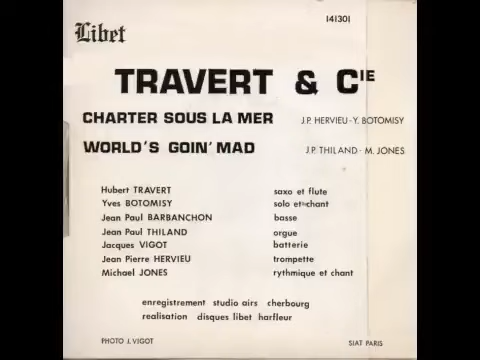 141301
Libet
TRAVERT & CIE
CHARTER SOUS LA MER J.P. HERVIEU - Y. BOTOMISY
WORLD'S GOIN' MAD J.P. THILAND - M. JONES
Hubert TRAVERT saxo et flute
Yves BOTOMISY solo et chant
Jean Paul BARBANCHON basse
Jean Paul THILAND orgue
Jacques VIGOT batterie
Jean Pierre HERVIEU trompette
Michael JONES rythmique et chant
enregistrement studio airs cherbourg
realisation disques libet harfleur
PHOTO J. VIGOT SIAT PARIS